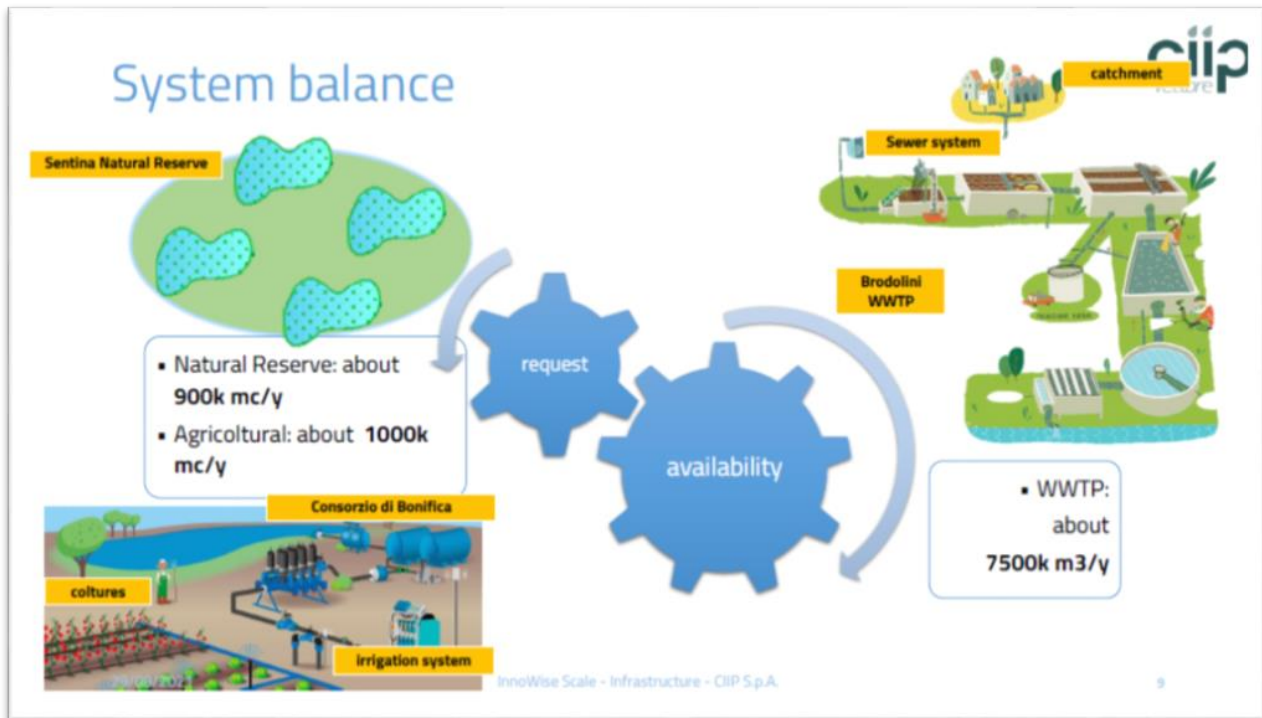 System balance
ciip
catchment
Sentina Natural Reserve
Sewer system
Brodolini
WWTP
request
▪ Natural Reserve: about
900k mc/y
▪ Agricoltural: about 1000k
mc/y
availability
▪ WWTP:
about
7500k m3/y
Consorzio di Bonifica
coltures
irrigation system
InnoWise Scale - Infrastructure - CIIP S.p.A.
9